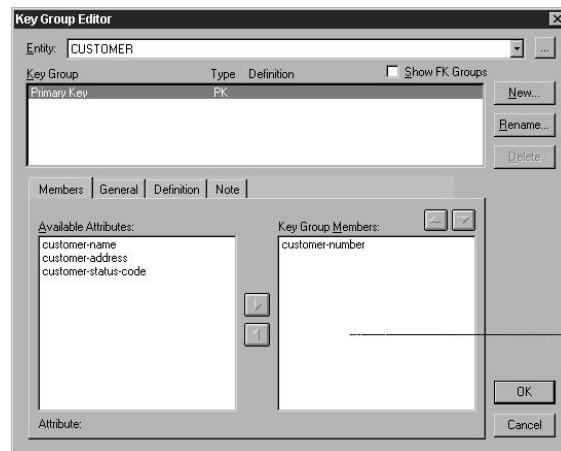 Key Group Editor
Entity: CUSTOMER ...
Key Group Type Definition Show FK Groups
Primary Key PK
New...
Rename...
Delete
Members General Definition Note
Available Attributes: Key Group Members:
customer-name customer-number
customer-address
customer-status-code
OK
Attribute: Cancel